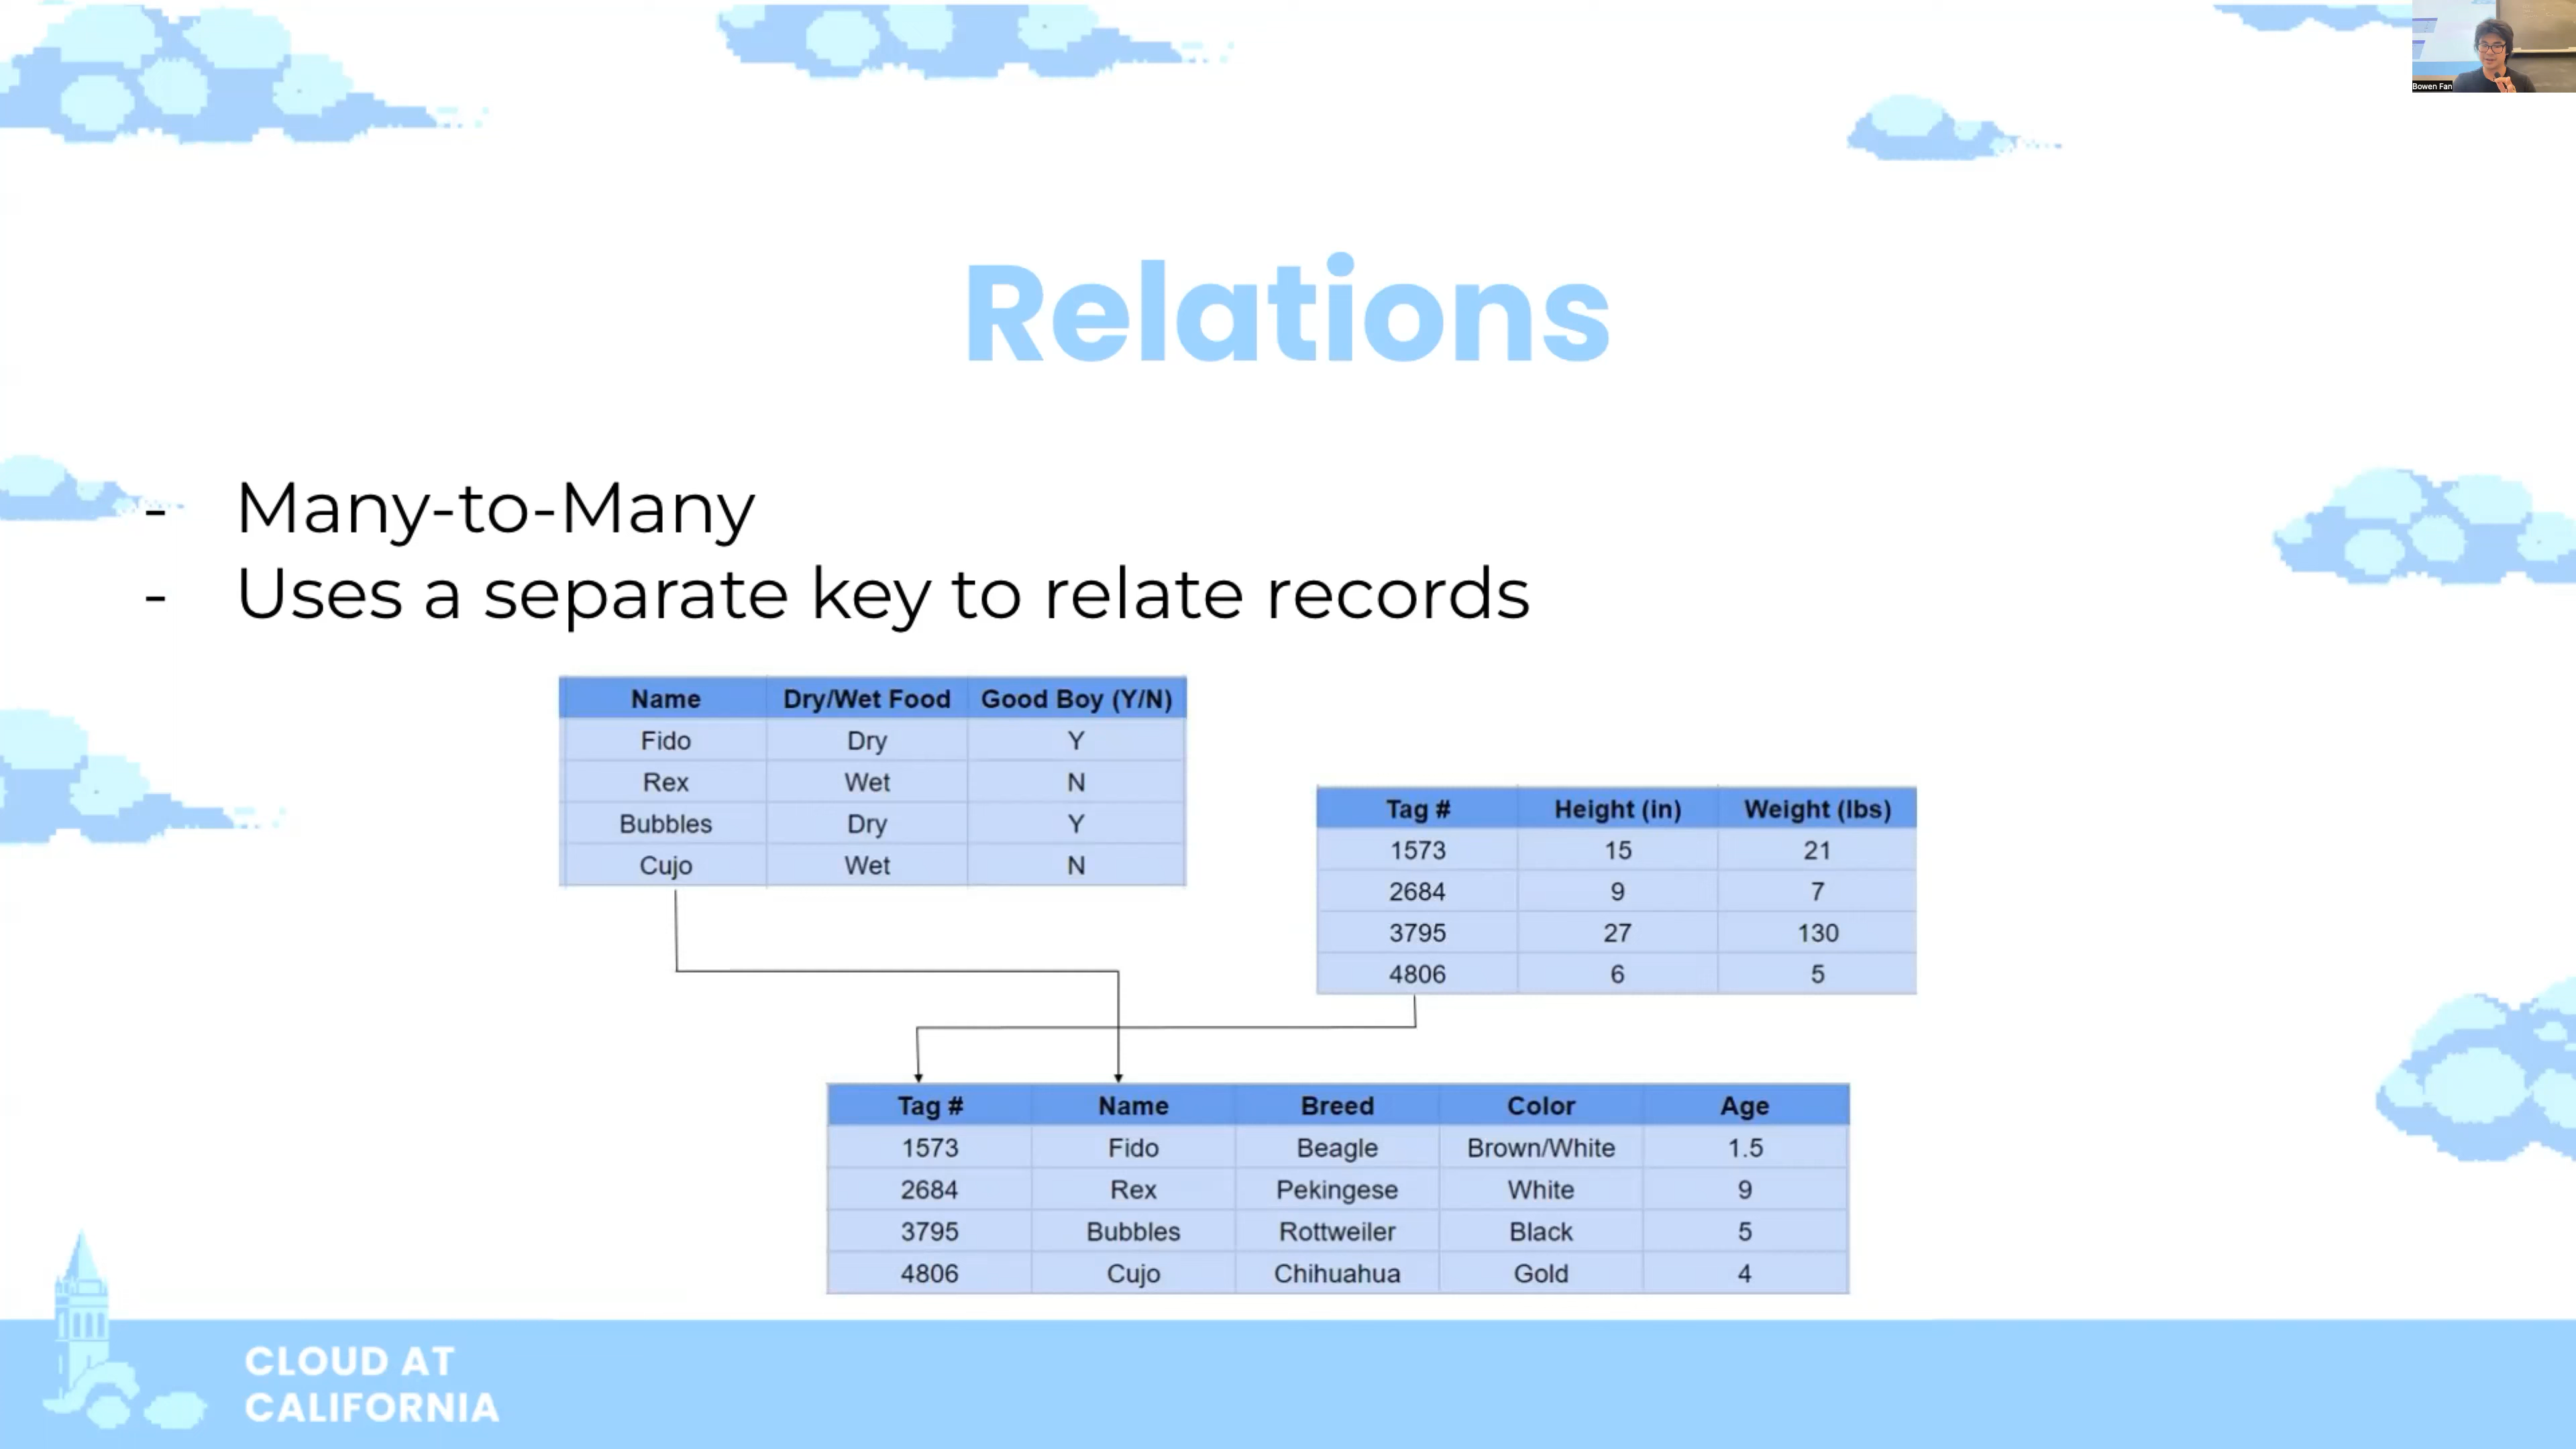 Bowen Fan
Relations
- Many-to-Many
- Uses a separate key to relate records
Name Dry/Wet Food Good Boy (Y/N)
Fido Dry Y
Rex Wet N
Bubbles Dry Y
Cujo Wet N
Tag # Height (in) Weight (lbs)
1573 15 21
2684 9 7
3795 27 130
4806 6 5
Tag # Name Breed Color Age
1573 Fido Beagle Brown/White 1.5
2684 Rex Pekingese White 9
3795 Bubbles Rottweiler Black 5
4806 Cujo Chihuahua Gold 4
CLOUD AT
CALIFORNIA